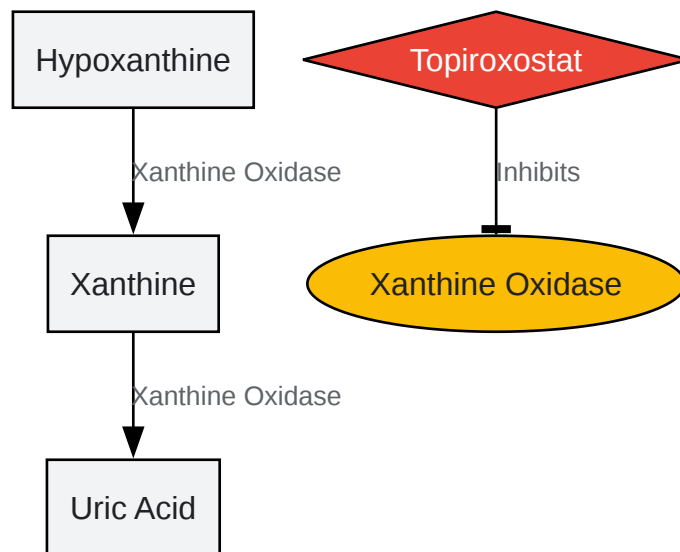 Hypoxanthine
Topiroxostat
Xanthine Oxidase
Inhibits
Xanthine
Xanthine Oxidase
Xanthine Oxidase
Uric Acid